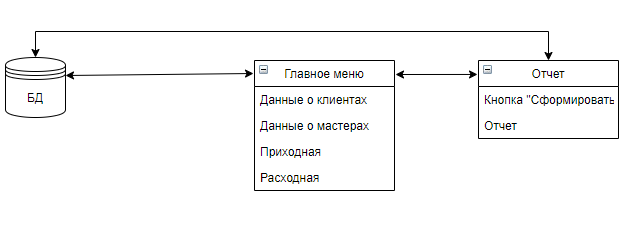 БД
Главное меню
Данные о клиентах
Данные о мастерах
Приходная
Расходная
Отчет
Кнопка "Сформировать
Отчет